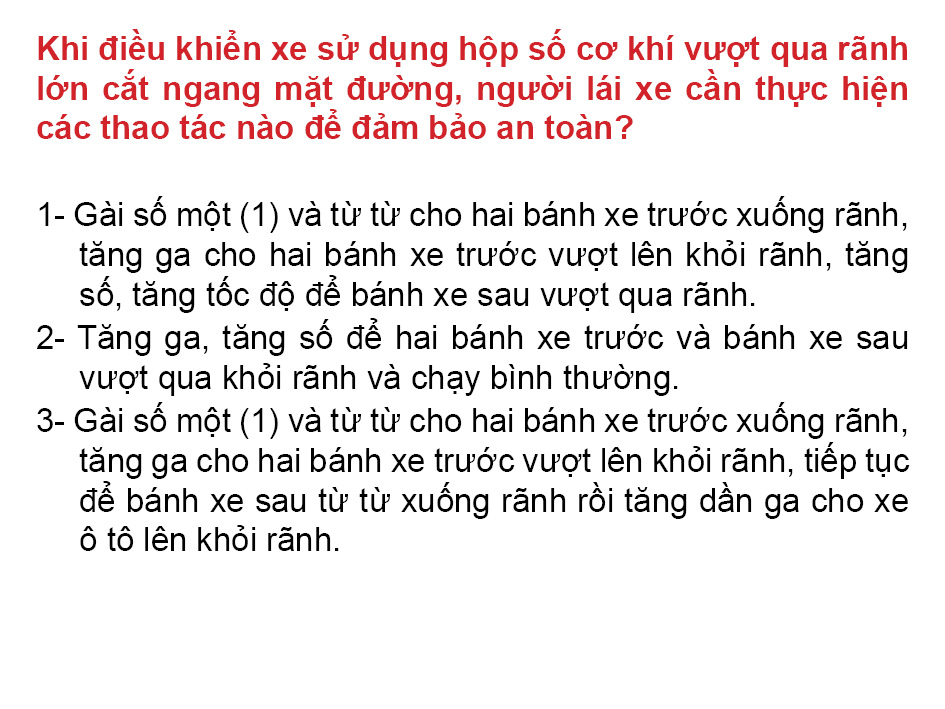 Khi điều khiển xe sử dụng hộp số cơ khí vượt qua rãnh
lớn cắt ngang mặt đường, người lái xe cần thực hiện
các thao tác nào để đảm bảo an toàn?
1- Gài số một (1) và từ từ cho hai bánh xe trước xuống rãnh,
tăng ga cho hai bánh xe trước vượt lên khỏi rãnh, tăng
số, tăng tốc độ để bánh xe sau vượt qua rãnh.
2- Tăng ga, tăng số để hai bánh xe trước và bánh xe sau
vượt qua khỏi rãnh và chạy bình thường.
3- Gài số một (1) và từ từ cho hai bánh xe trước xuống rãnh,
tăng ga cho hai bánh xe trước vượt lên khỏi rãnh, tiếp tục
để bánh xe sau từ từ xuống rãnh rồi tăng dần ga cho xe
ô tô lên khỏi rãnh.